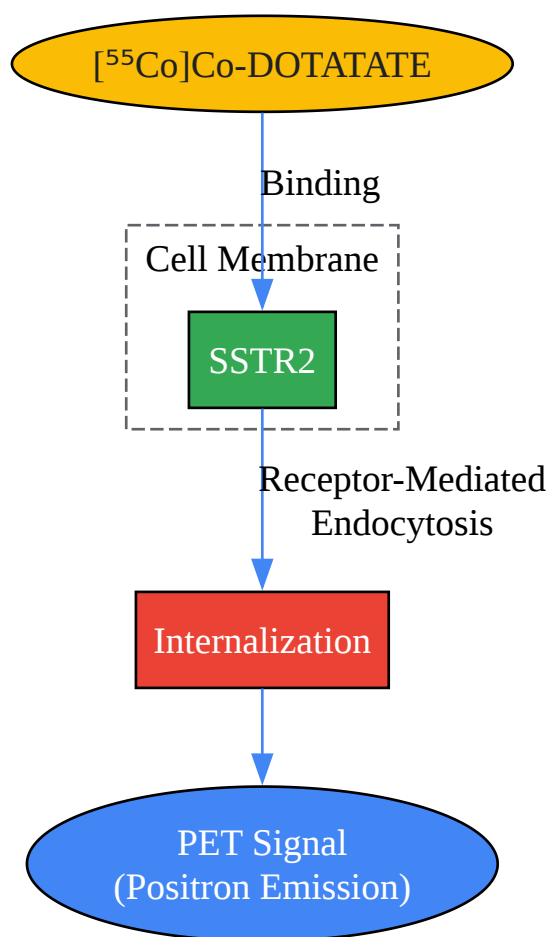 [⁵⁵Co]Co-DOTATATE
Binding
Cell Membrane
SSTR2
Receptor-Mediated
Endocytosis
Internalization
PET Signal
(Positron Emission)